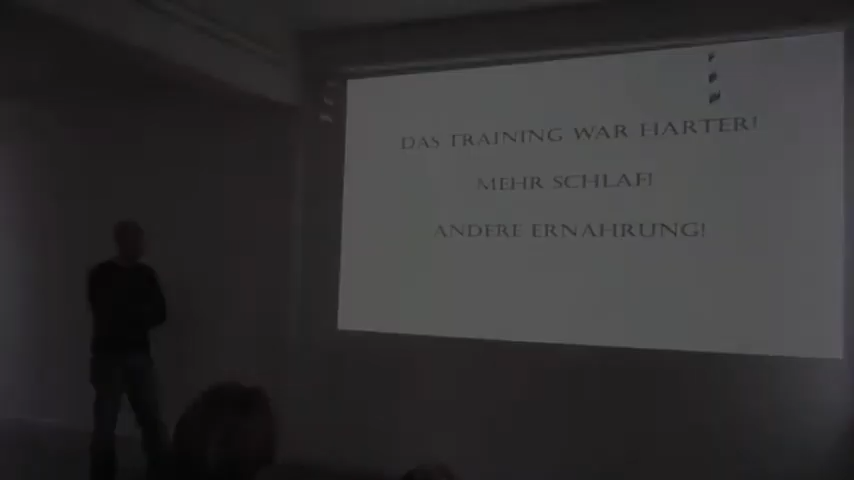 DAS TRAINING WAR HARTER!
MEHR SCHLAF!
ANDERE ERNAHRUNG!